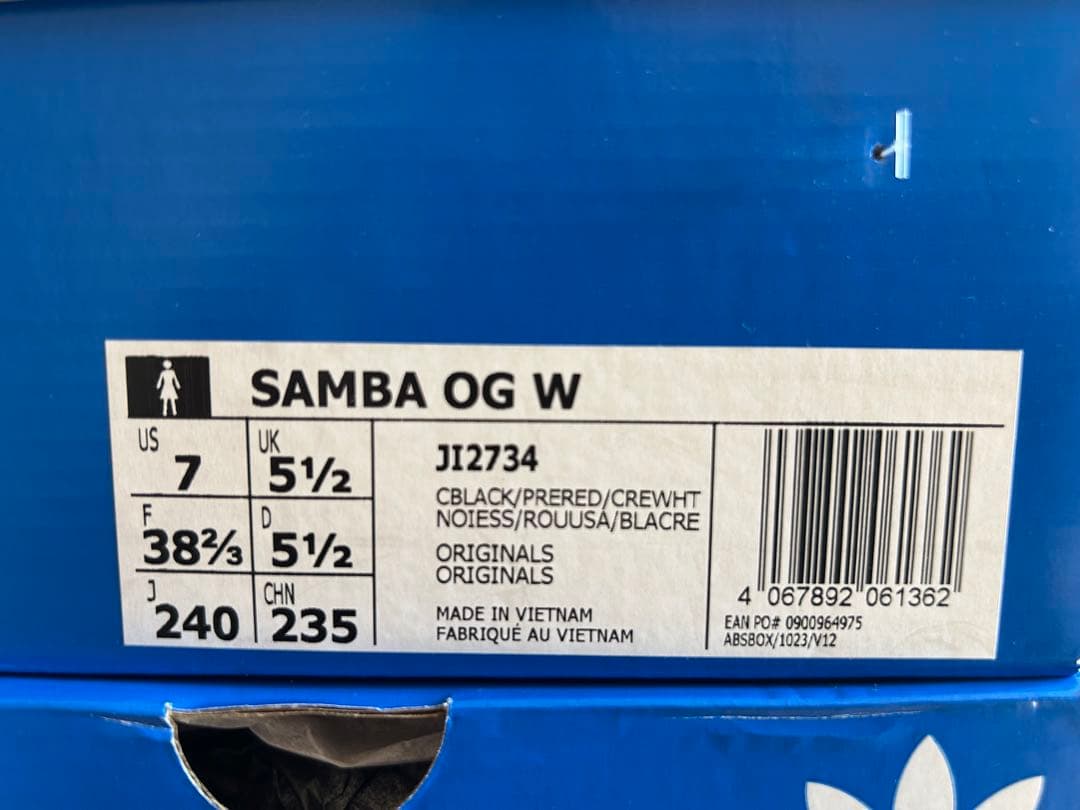 SAMBA OG W
US 7
UK 5½
F 38⅔
D 5½
J 240
CHN 235
JI2734
CBLACK/PRERED/CREWHT
NOIESS/ROUUSA/BLACRE
ORIGINALS
ORIGINALS
MADE IN VIETNAM
FABRIQUÉ AU VIETNAM
4 067892 061362
EAN PO# 0900964975
ABSBOX/1023/V12